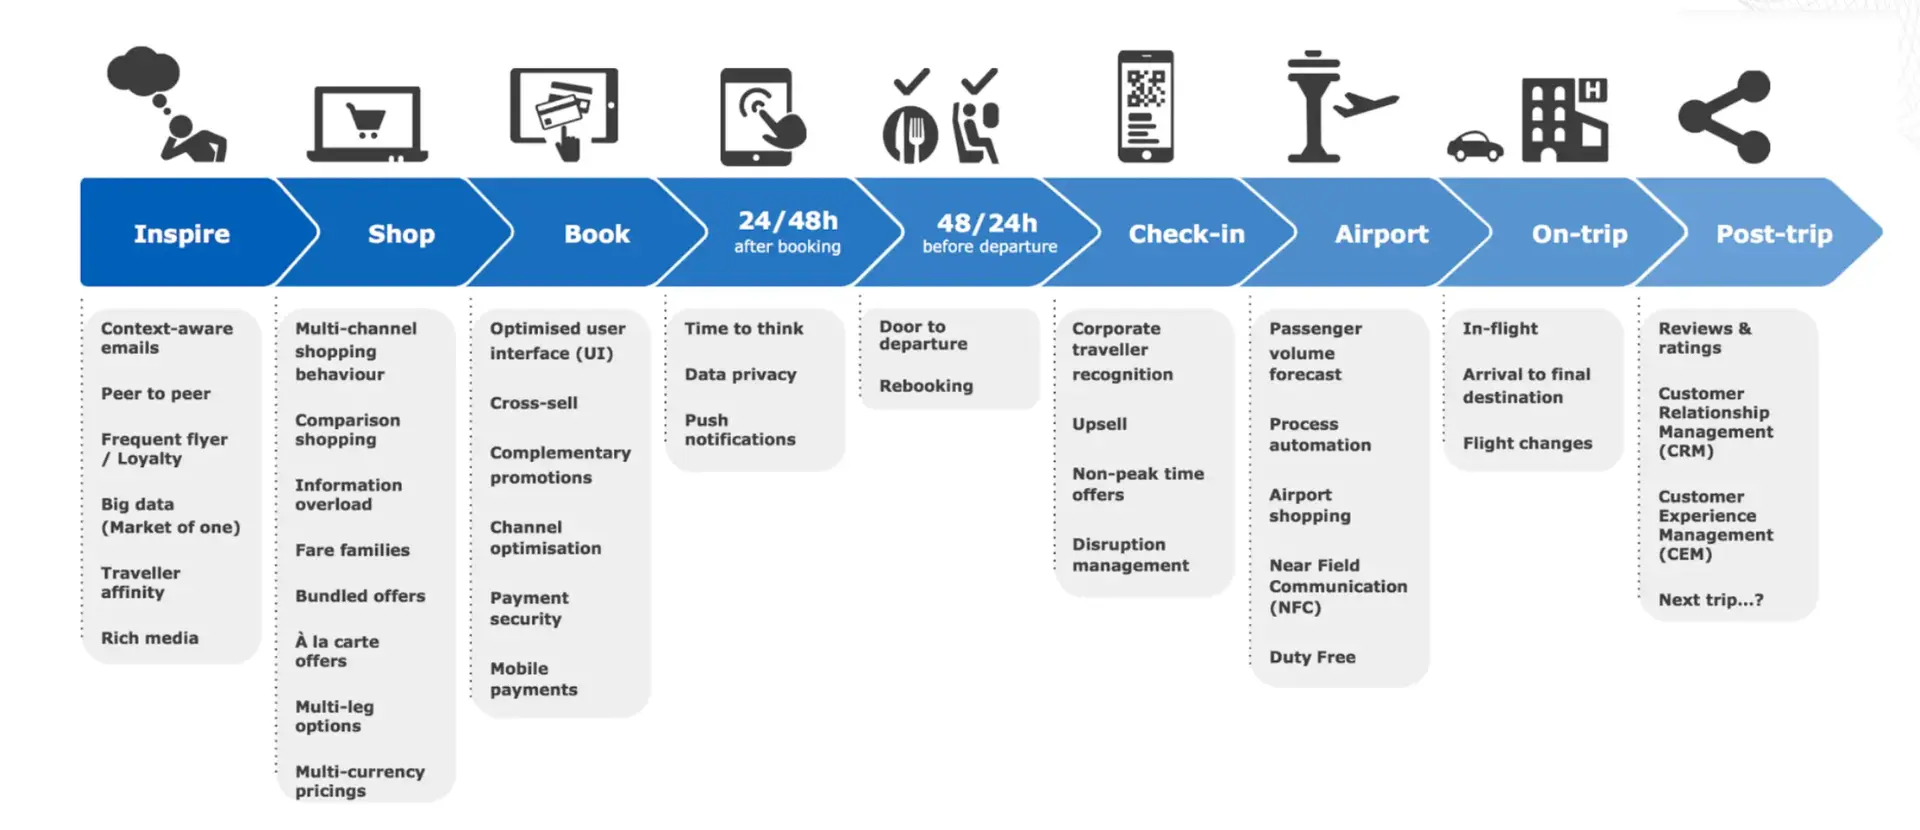 H
Inspire
Shop
Book
24/48h
after booking
48/24h
before departure
Check-in
Airport
On-trip
Post-trip
Context-aware
emails
Peer to peer
Frequent flyer
/ Loyalty
Big data
(Market of one)
Traveller
affinity
Rich media
Multi-channel
shopping
behaviour
Comparison
shopping
Information
overload
Fare families
Bundled offers
À la carte
offers
Multi-leg
options
Multi-currency
pricings
Optimised user
interface (UI)
Cross-sell
Complementary
promotions
Channel
optimisation
Payment
security
Mobile
payments
Time to think
Data privacy
Push
notifications
Door to
departure
Rebooking
Corporate
traveller
recognition
Upsell
Non-peak time
offers
Disruption
management
Passenger
volume
forecast
Process
automation
Airport
shopping
Near Field
Communication
(NFC)
Duty Free
In-flight
Arrival to final
destination
Flight changes
Reviews &
ratings
Customer
Relationship
Management
(CRM)
Customer
Experience
Management
(CEM)
Next trip...?